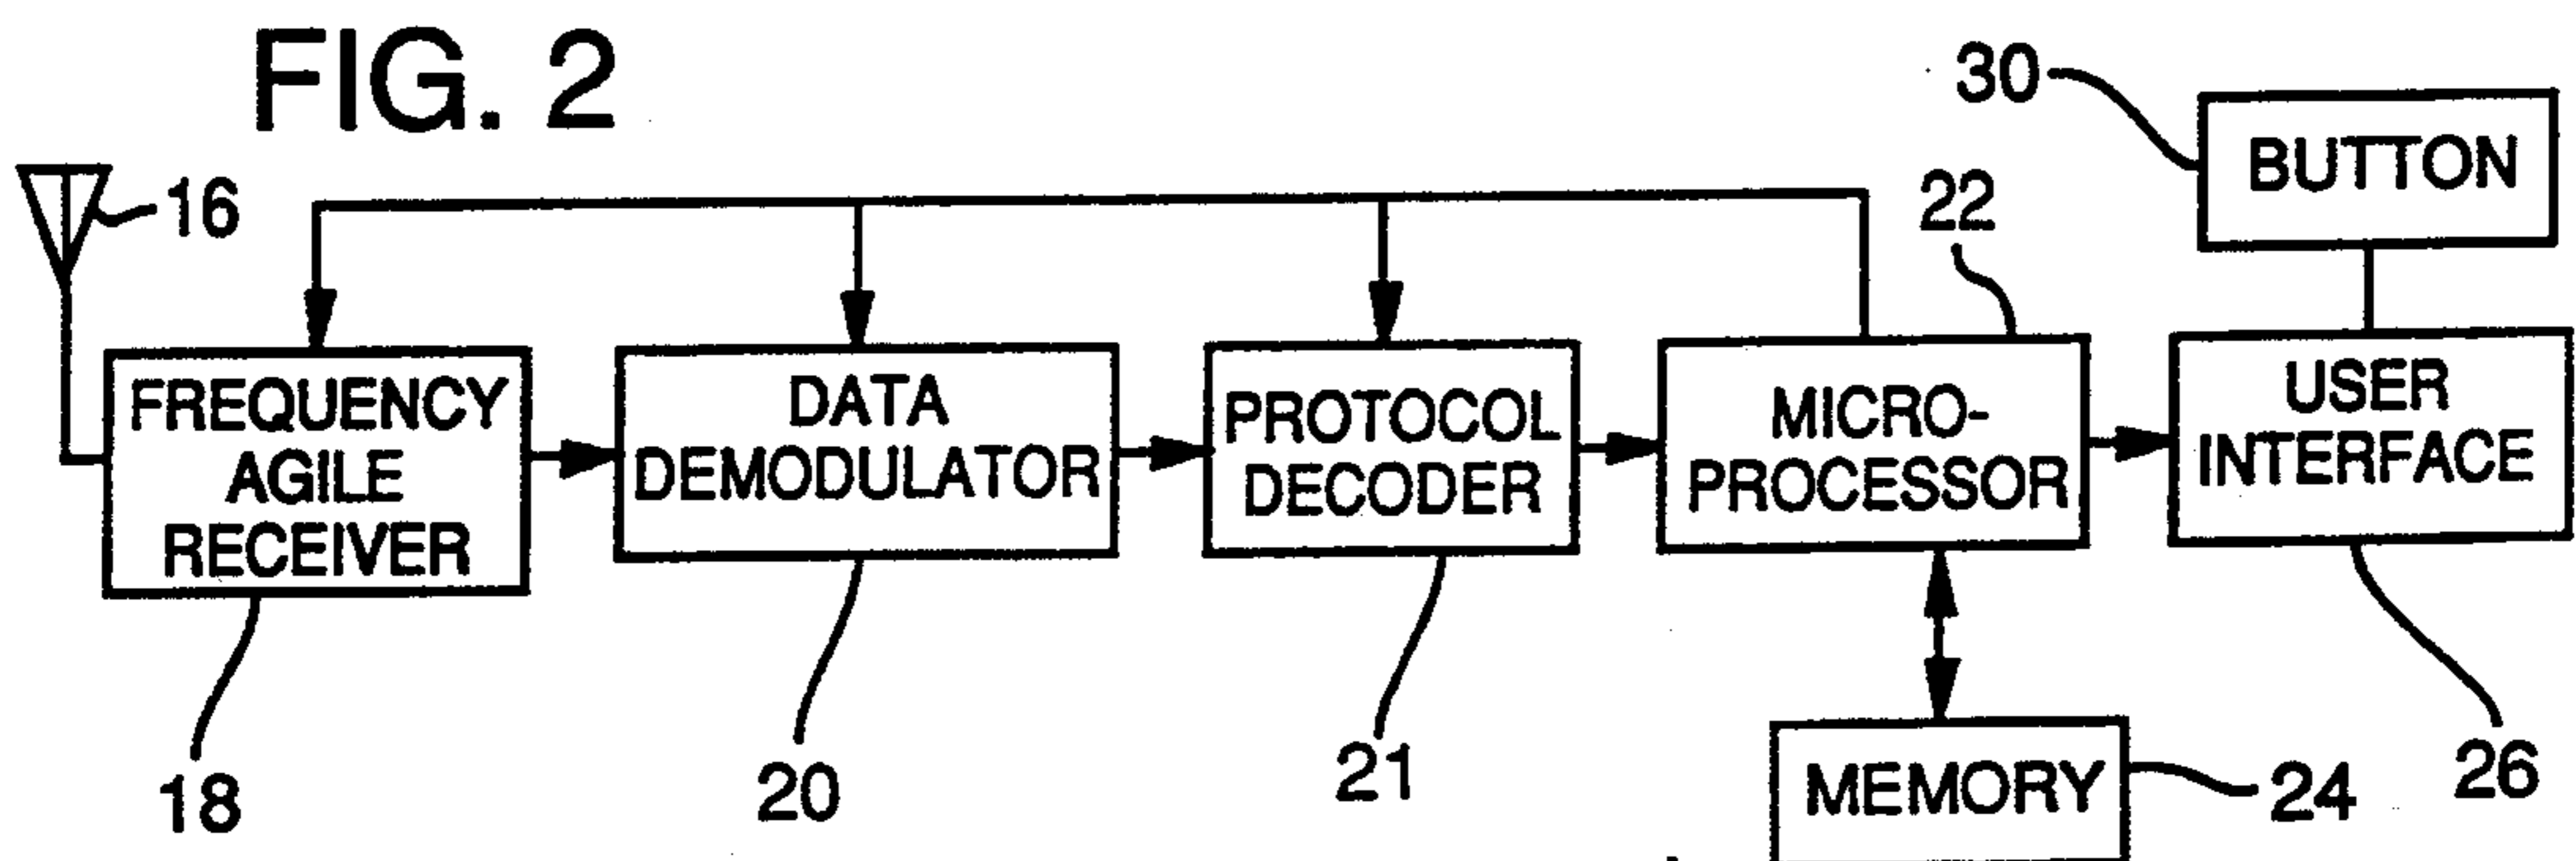 FIG. 2
16
30
BUTTON
22
FREQUENCY
AGILE
RECEIVER
DATA
DEMODULATOR
PROTOCOL
DECODER
MICRO-
PROCESSOR
USER
INTERFACE
18
20
21
MEMORY
24
26